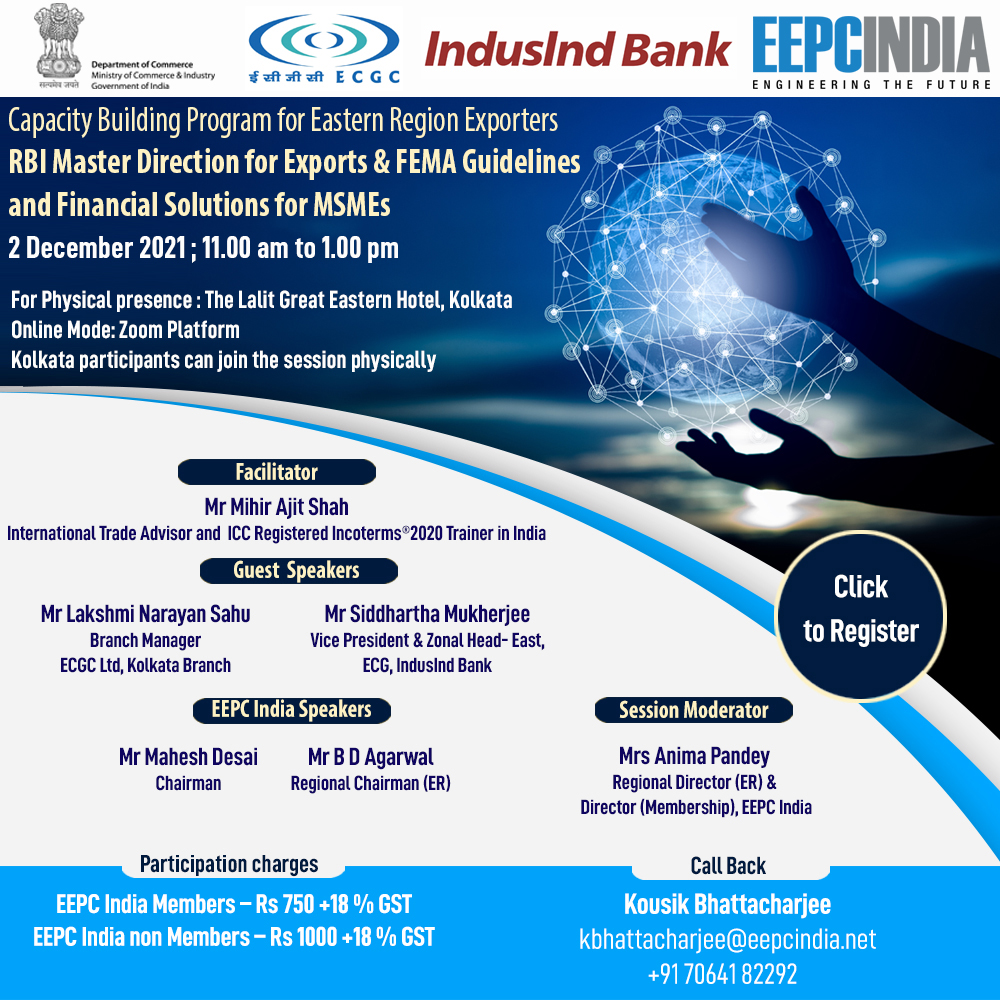 सत्यमेव जयते
Department of Commerce
Ministry of Commerce & Industry
Government of India
ई सी जी सी E C G C
IndusInd Bank
EEPCINDIA
ENGINEERING THE FUTURE
Capacity Building Program for Eastern Region Exporters
RBI Master Direction for Exports & FEMA Guidelines
and Financial Solutions for MSMEs
2 December 2021 ; 11.00 am to 1.00 pm
For Physical presence : The Lalit Great Eastern Hotel, Kolkata
Online Mode: Zoom Platform
Kolkata participants can join the session physically
Facilitator
Mr Mihir Ajit Shah
International Trade Advisor and ICC Registered Incoterms®2020 Trainer in India
Guest Speakers
Mr Lakshmi Narayan Sahu
Branch Manager
ECGC Ltd, Kolkata Branch
Mr Siddhartha Mukherjee
Vice President & Zonal Head- East,
ECG, IndusInd Bank
Click
to Register
EEPC India Speakers
Mr Mahesh Desai
Chairman
Mr B D Agarwal
Regional Chairman (ER)
Session Moderator
Mrs Anima Pandey
Regional Director (ER) &
Director (Membership), EEPC India
Participation charges
EEPC India Members – Rs 750 +18 % GST
EEPC India non Members – Rs 1000 +18 % GST
Call Back
Kousik Bhattacharjee
kbhattacharjee@eepcindia.net
+91 70641 82292